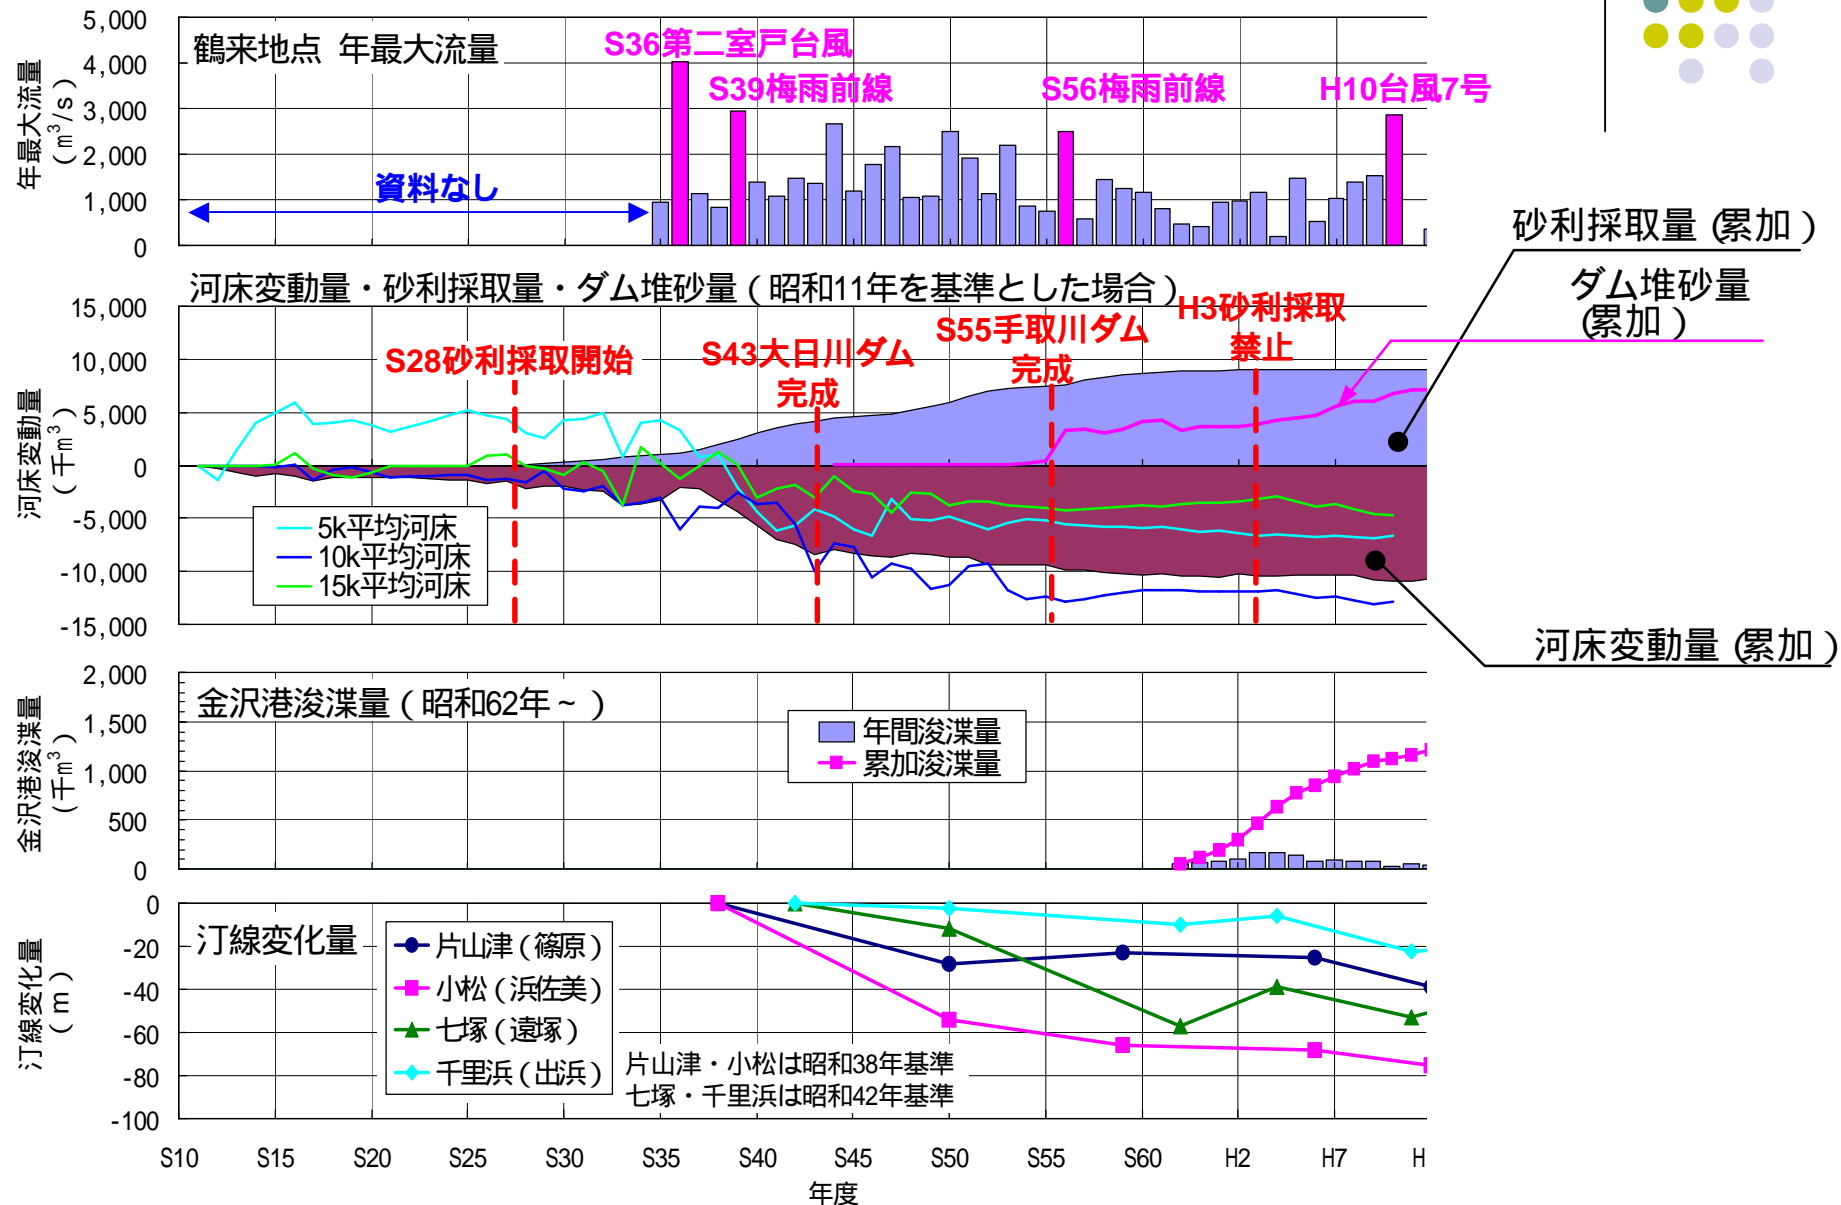 5,000
4,000
3,000
2,000
1,000
0
年最大流量
(㎥/s)
鶴来地点 年最大流量
S36第二室戸台風
S39梅雨前線
S56梅雨前線
H10台風7号
資料なし
砂利採取量(累加)
ダム堆砂量
(累加)
河床変動量・砂利採取量・ダム堆砂量(昭和11年を基準とした場合)
15,000
10,000
5,000
0
-5,000
-10,000
-15,000
河床変動量
(千㎥)
S28砂利採取開始
S43大日川ダム
完成
S55手取川ダム
完成
H3砂利採取
禁止
5k平均河床
10k平均河床
15k平均河床
河床変動量(累加)
2,000
1,500
1,000
500
0
金沢港浚渫量
(千㎥)
金沢港浚渫量(昭和62年~)
年間浚渫量
累加浚渫量
0
-20
-40
-60
-80
-100
汀線変化量
(m)
汀線変化量
片山津(篠原)
小松(浜佐美)
七塚(遠塚)
千里浜(出浜)
片山津・小松は昭和38年基準
七塚・千里浜は昭和42年基準
S10 S15 S20 S25 S30 S35 S40 S45 S50 S55 S60 H2 H7 H
年度